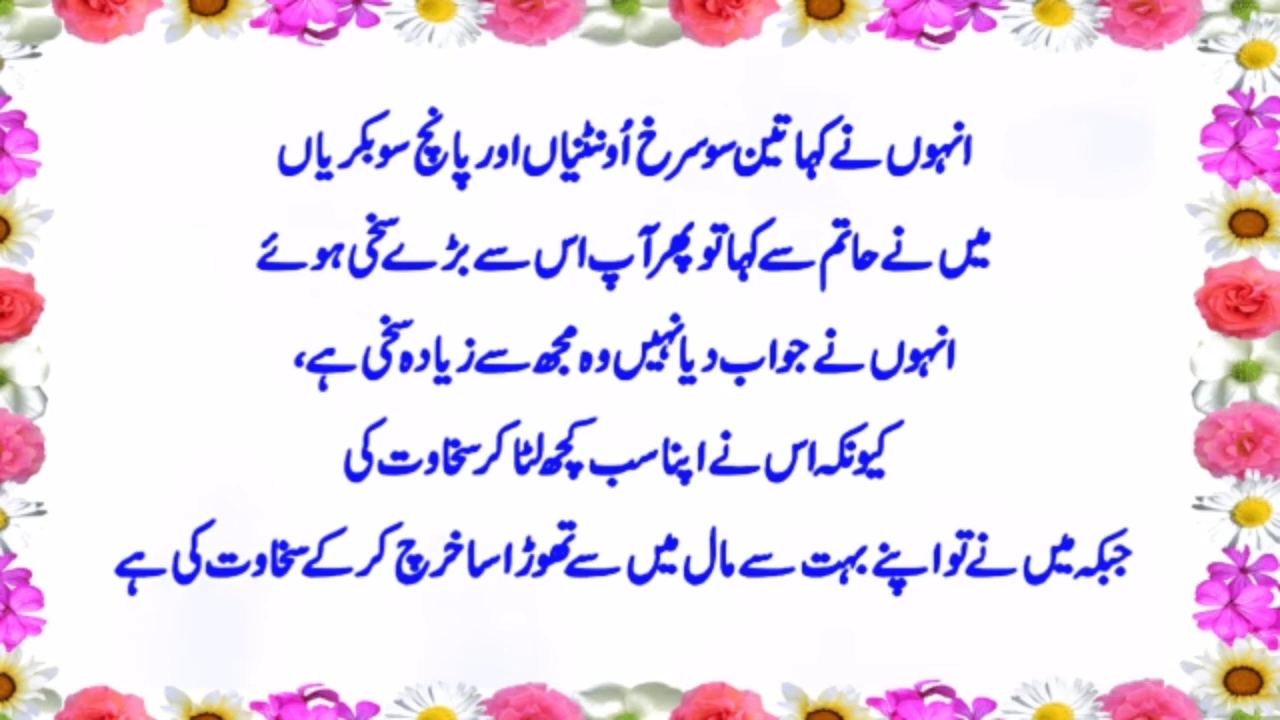 انہوں نے کہا تین سو سرخ اُونٹنیاں اور پانچ سو بکریاں
میں نے حاتم سے کہا تو پھر آپ اس سے بڑے سخی ہوئے
انہوں نے جواب دیا نہیں وہ مجھ سے زیادہ سخی ہے،
کیونکہ اس نے اپنا سب کچھ لٹا کر سخاوت کی
جبکہ میں نے تو اپنے بہت سے مال میں سے تھوڑا سا خرچ کر کے سخاوت کی ہے